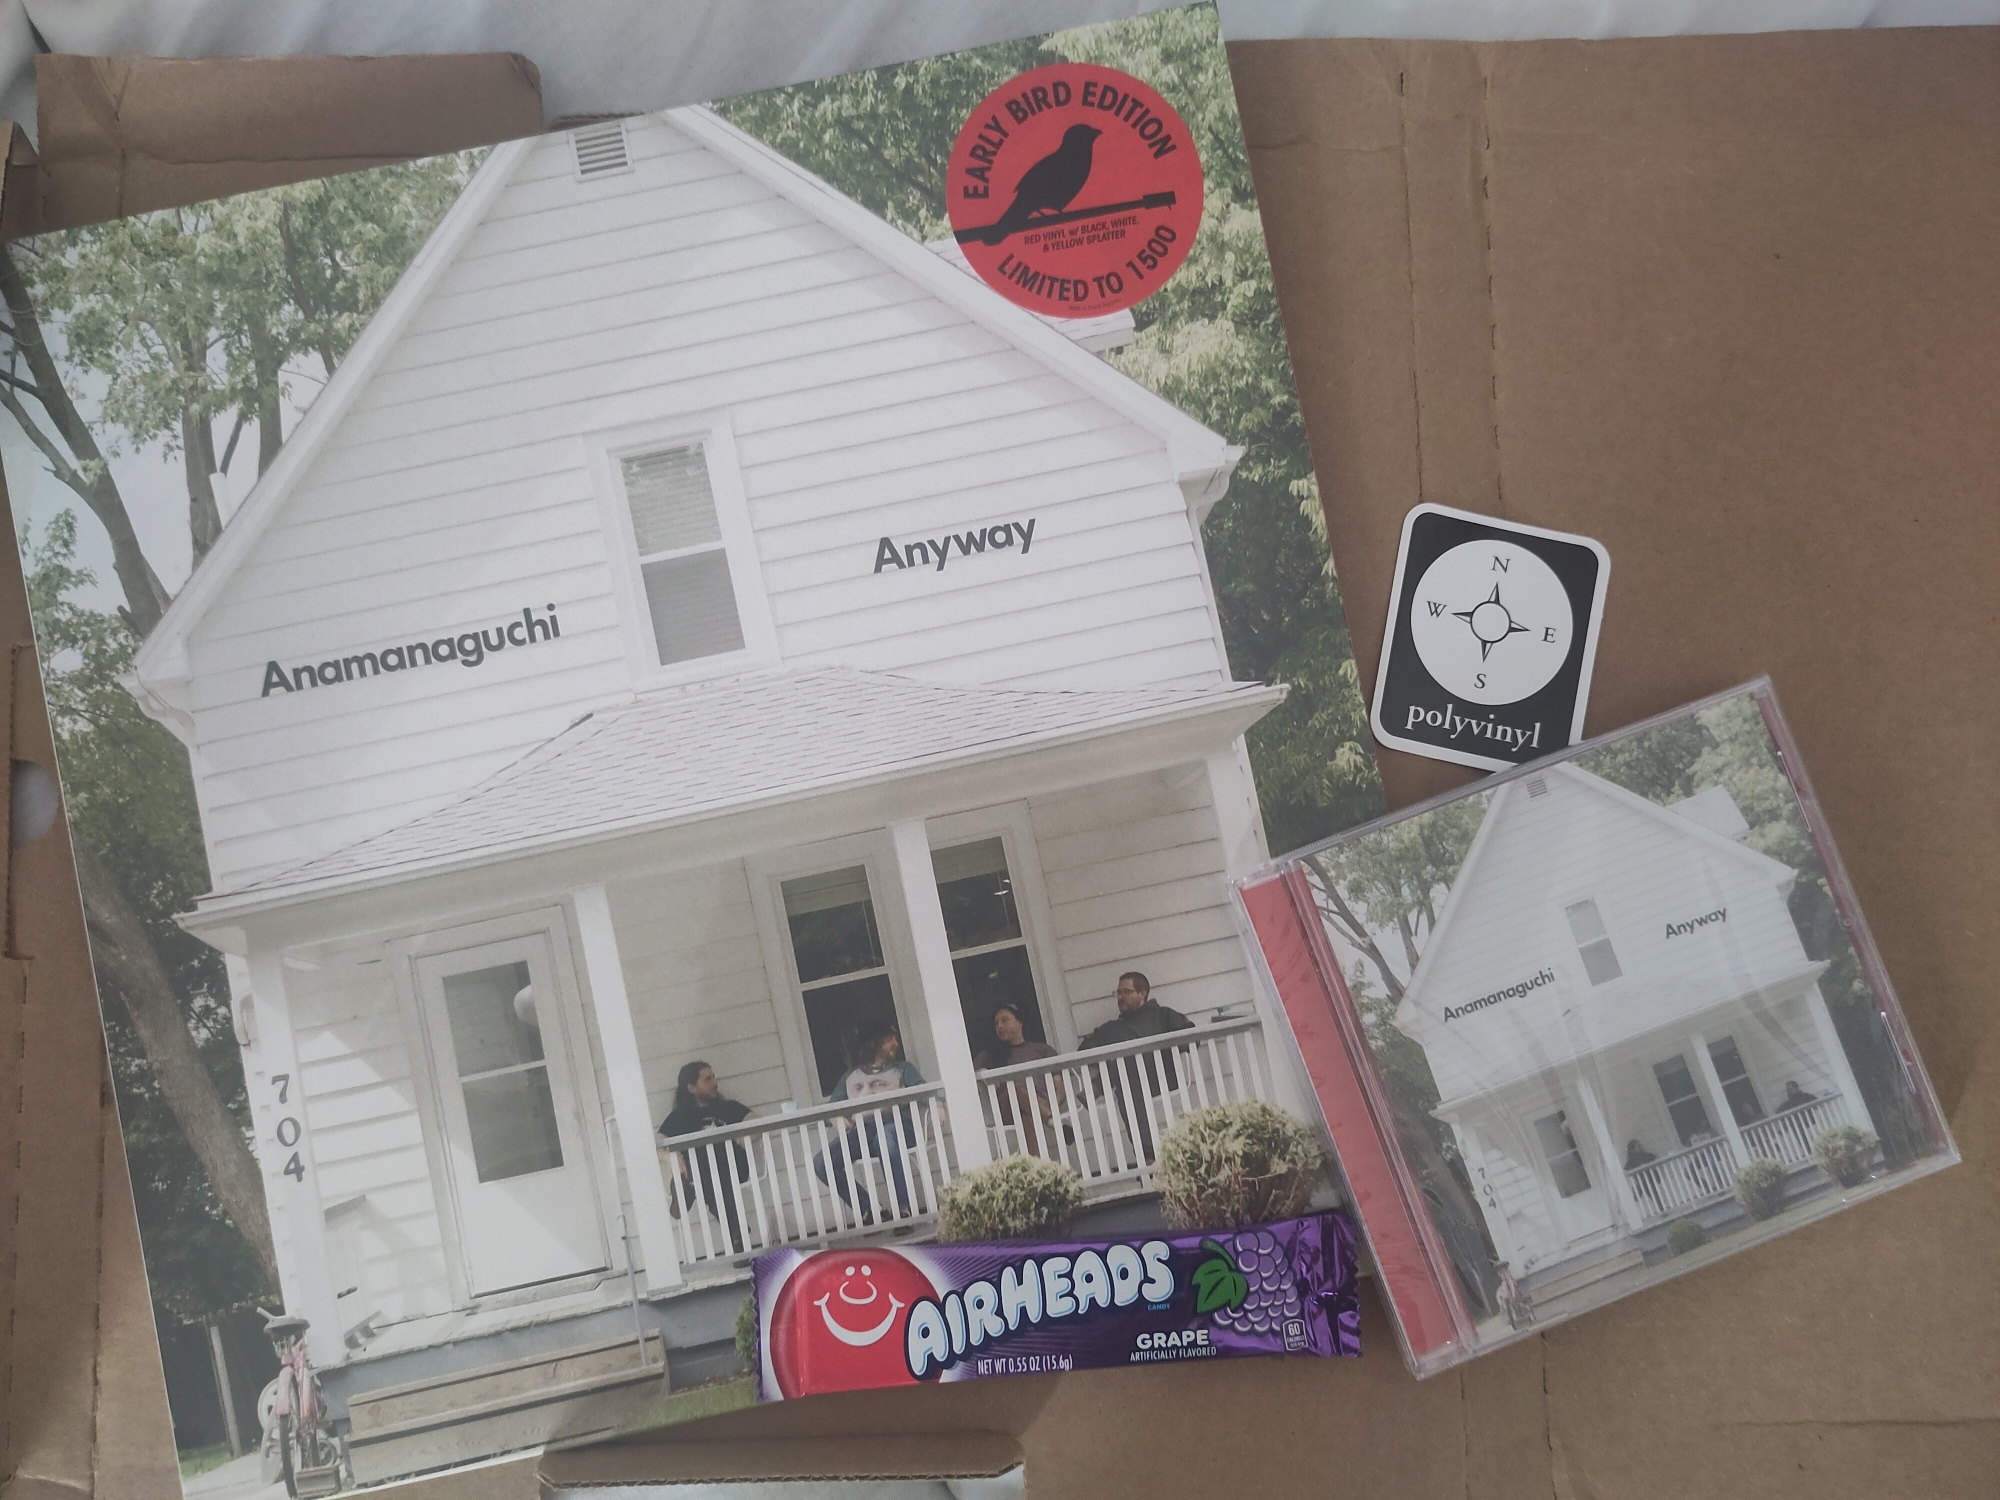 EARLY BIRD EDITION
RED VINYL w/ BLACK, WHITE,
& YELLOW SPLATTER
LIMITED TO 1500
Anyway
Anamanaguchi
704
N
W
E
S
polyvinyl
Anyway
Anamanaguchi
704
AIRHEADS
CANDY
GRAPE
ARTIFICIALLY FLAVORED
NET WT 0.55 OZ (15.6g)
60
CALORIES